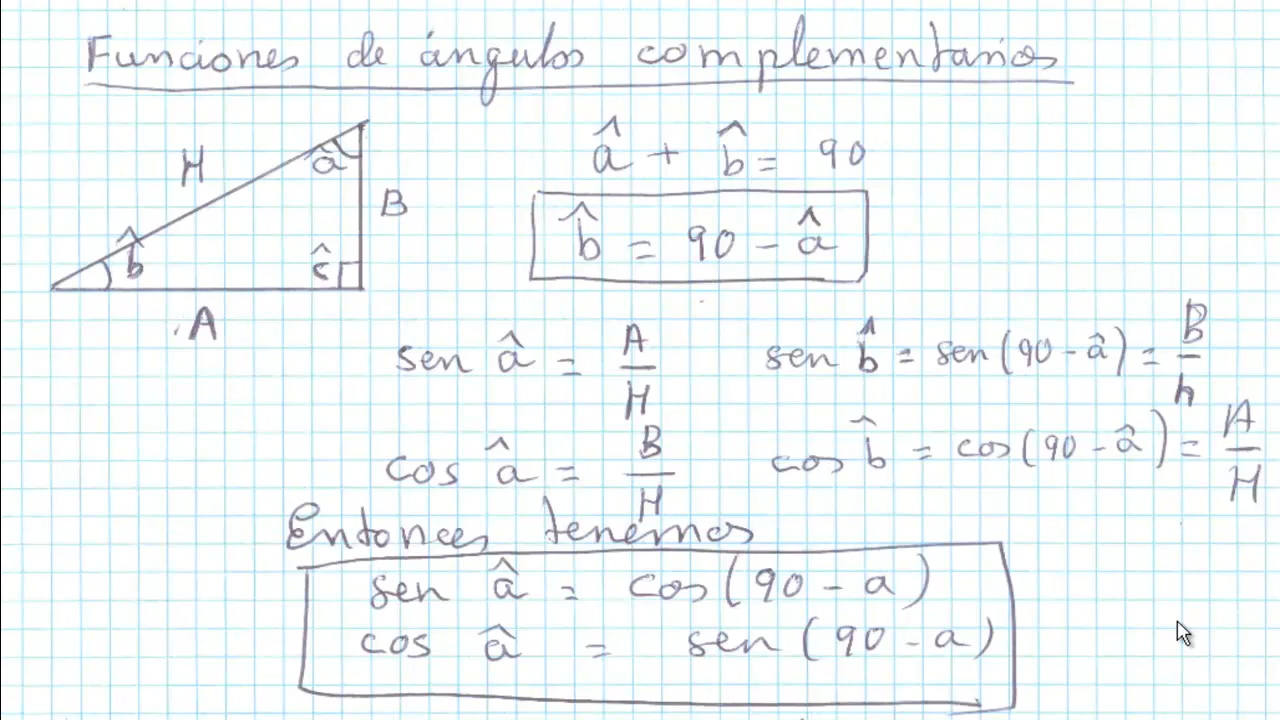 Funciones de ángulos complementarios
H
â
B
b̂
ĉ
A
â + b̂ = 90
b̂ = 90 - â
sen â = A/H
sen b̂ = sen(90 - â) = B/h
cos â = B/H
cos b̂ = cos(90 - â) = A/H
Entonces tenemos
sen â = cos(90 - a)
cos â = sen(90 - a)